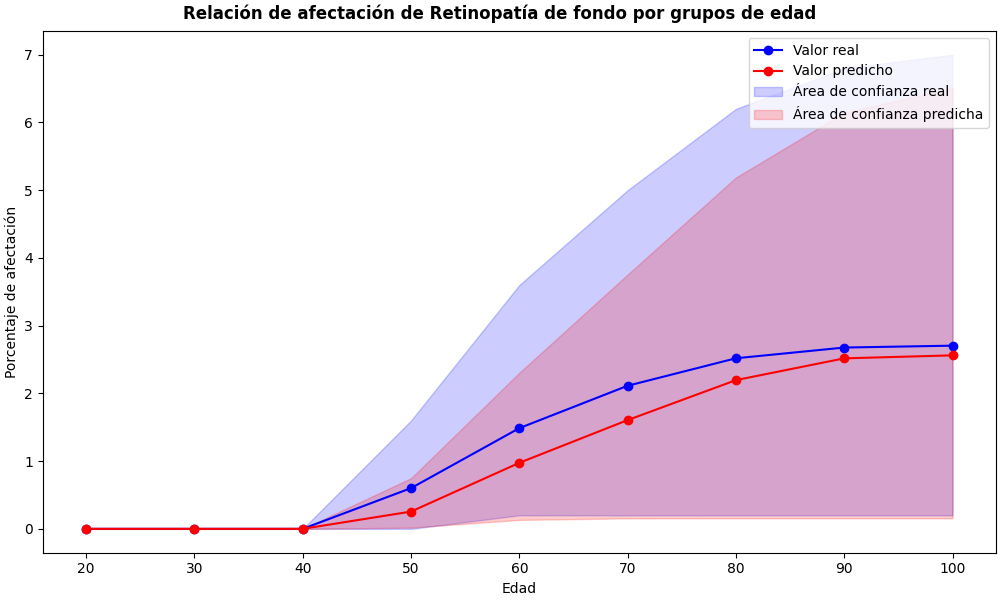 Relación de afectación de Retinopatía de fondo por grupos de edad
Valor real
Valor predicho
Área de confianza real
Área de confianza predicha
Porcentaje de afectación
7
6
5
4
3
2
1
0
20 30 40 50 60 70 80 90 100
Edad